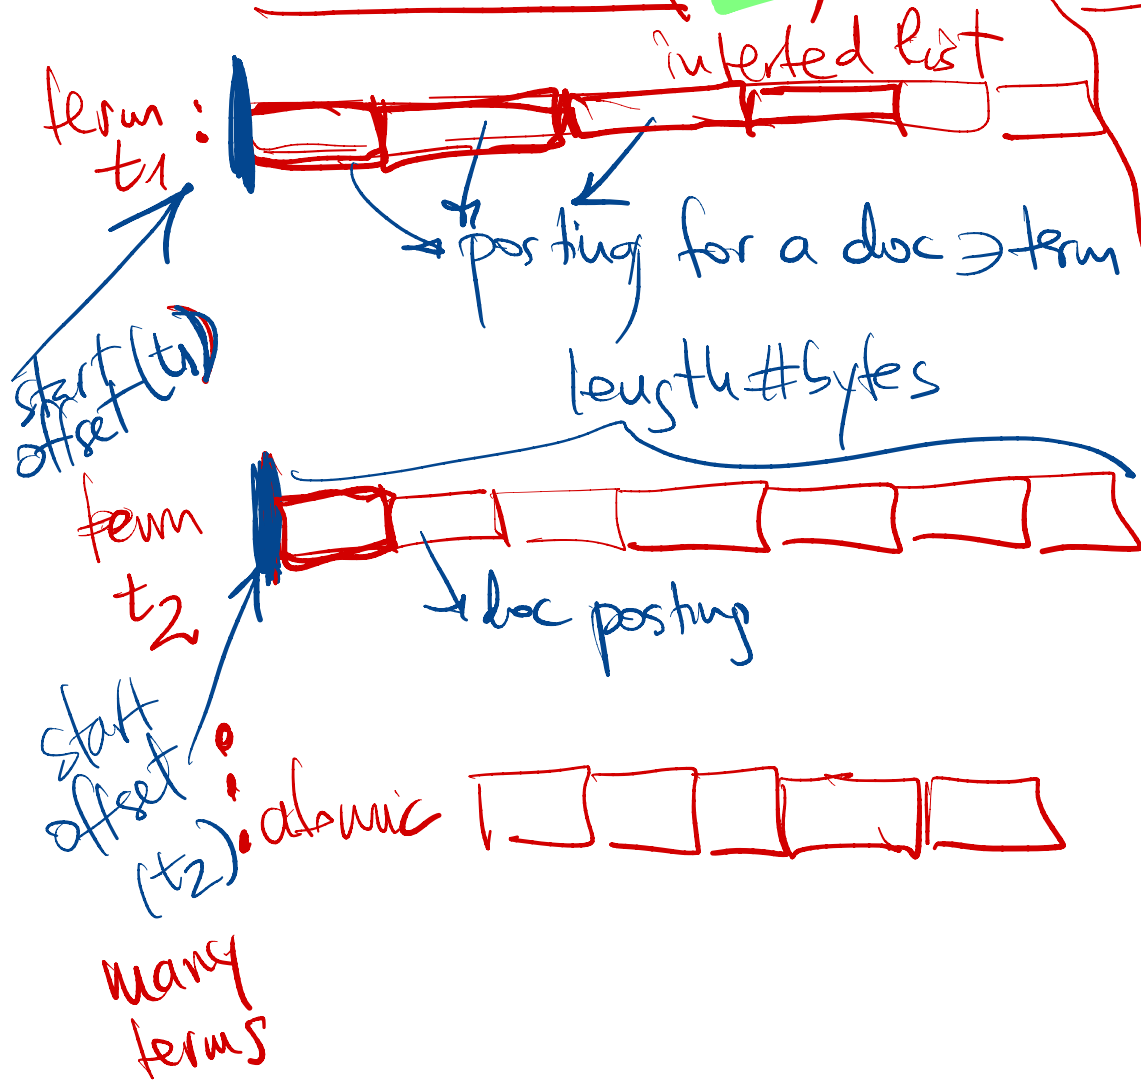 inverted list
term :
t1
posting for a doc ∋ term
start (t1)
offset
length #bytes
term
t2
doc posting
start
offset
(t2)
atomic
many
terms